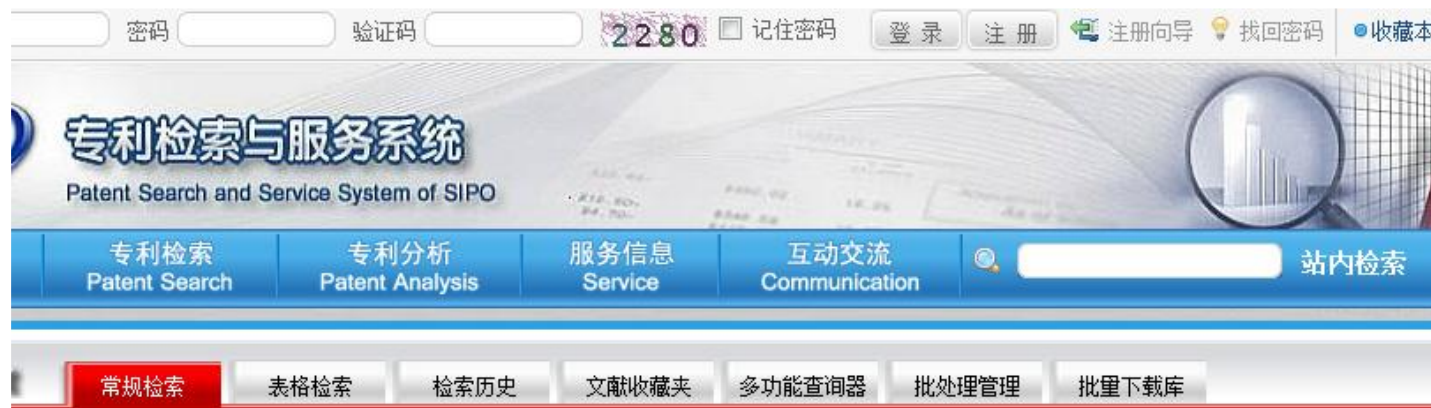 密码 验证码 2280 记住密码 登 录 注 册 注册向导 找回密码 收藏本
专利检索与服务系统
Patent Search and Service System of SIPO
专利检索 专利分析 服务信息 互动交流 站内检索
Patent Search Patent Analysis Service Communication
常规检索 表格检索 检索历史 文献收藏夹 多功能查询器 批处理管理 批量下载库